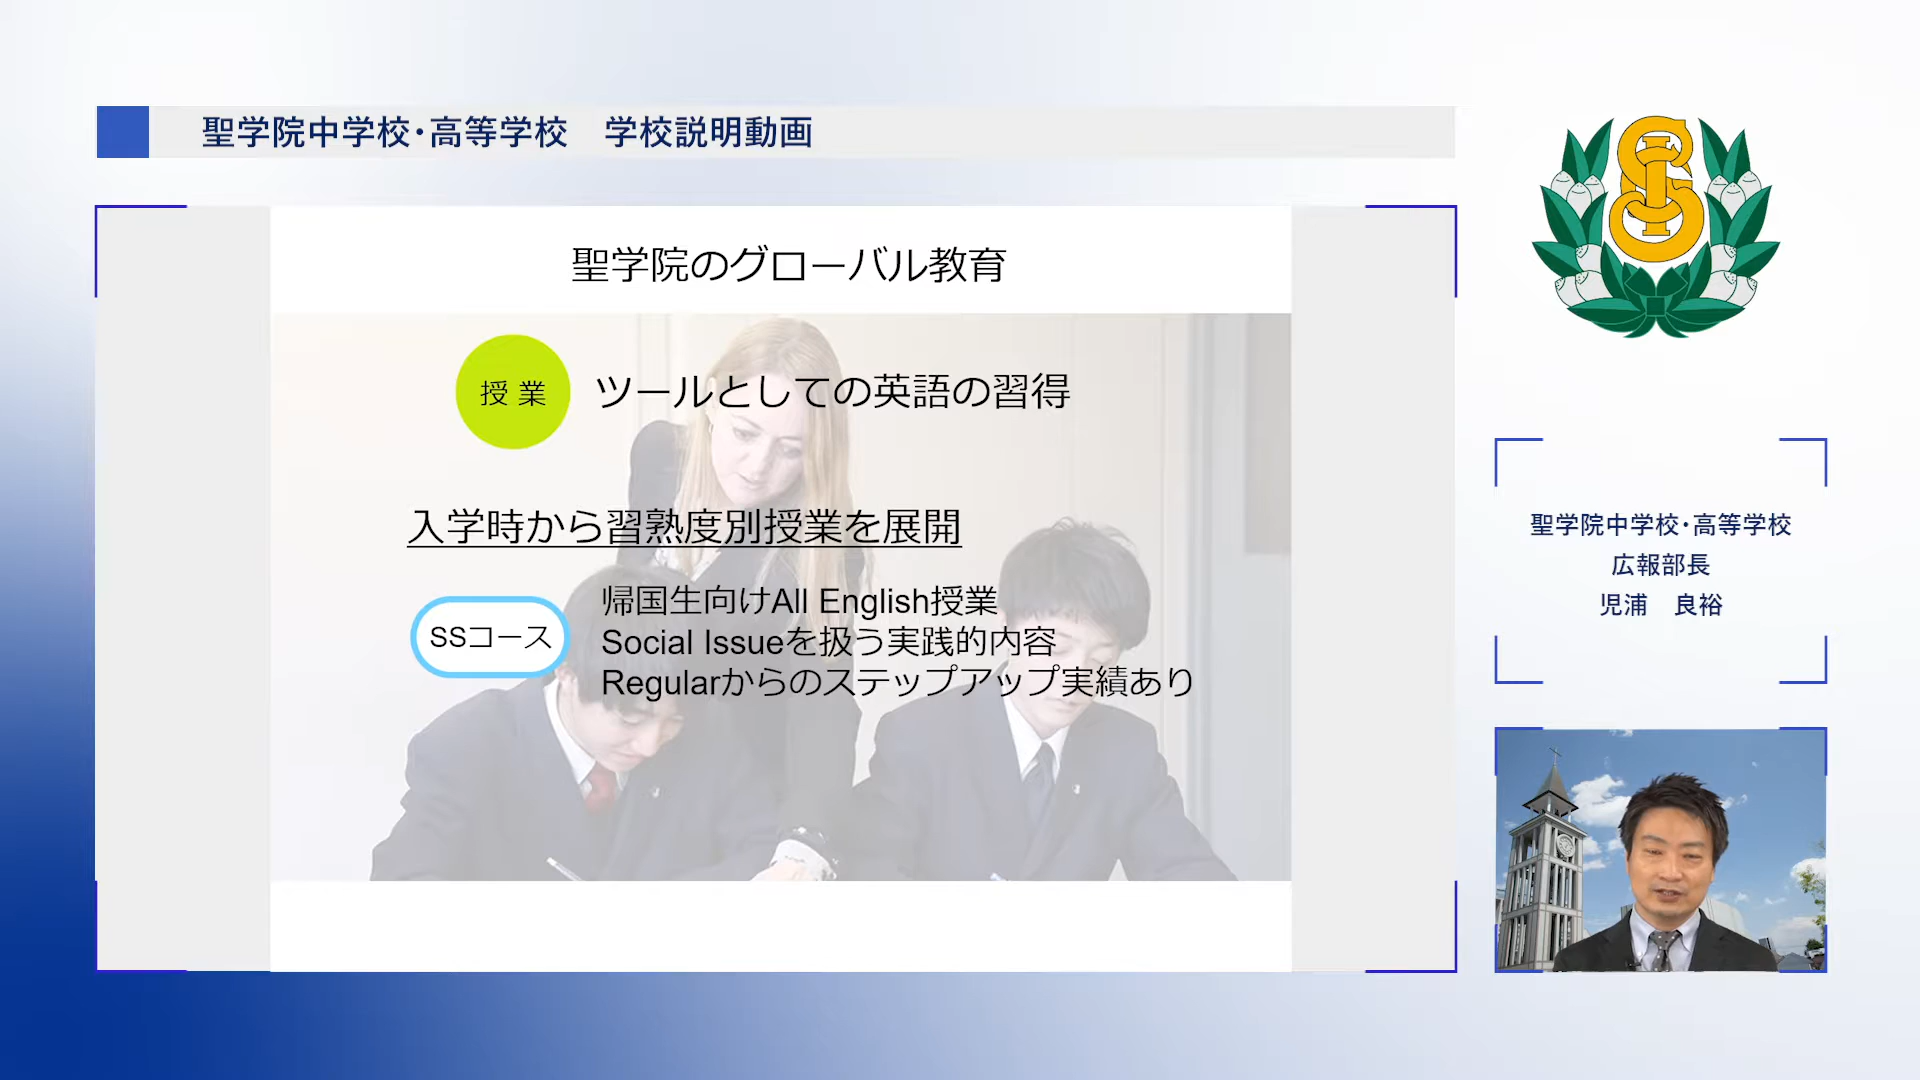 聖学院中学校・高等学校　学校説明動画
聖学院のグローバル教育
授 業
ツールとしての英語の習得
入学時から習熟度別授業を展開
SSコース
帰国生向けAll English授業
Social Issueを扱う実践的内容
Regularからのステップアップ実績あり
聖学院中学校・高等学校
広報部長
児浦　良裕